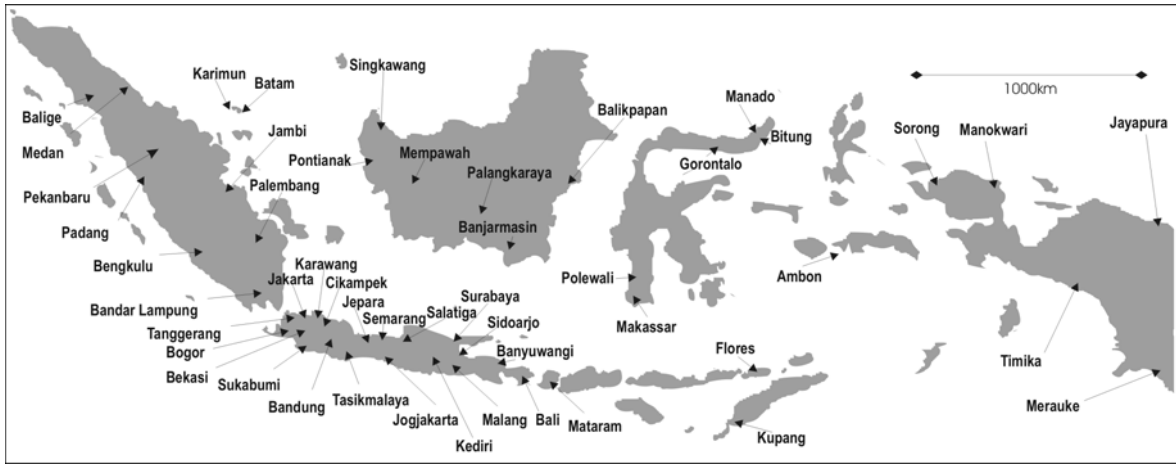 Singkawang
Karimun
Batam
Balikpapan
Manado
1000km
Balige
Jambi
Bitung
Sorong
Manokwari
Jayapura
Medan
Pontianak
Mempawah
Gorontalo
Palembang
Palangkaraya
Pekanbaru
Padang
Banjarmasin
Bengkulu
Karawang
Jakarta
Cikampek
Polewali
Ambon
Bandar Lampung
Jepara
Surabaya
Semarang
Salatiga
Makassar
Tanggerang
Sidoarjo
Bogor
Banyuwangi
Flores
Timika
Bekasi
Sukabumi
Bandung
Tasikmalaya
Jogjakarta
Malang
Bali
Mataram
Merauke
Kediri
Kupang